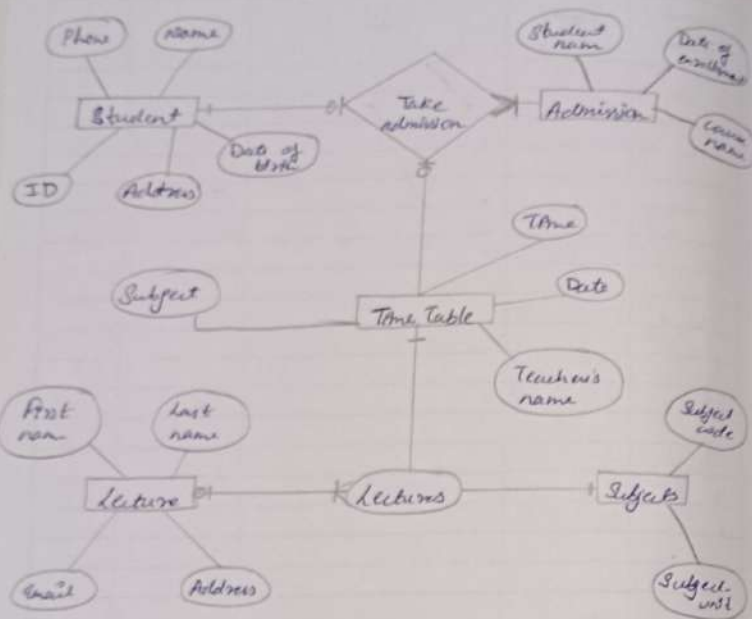 Phone
Name
Student
name
Date of
enrollment
Student
Take
admission
Admission
Course
name
Date of
birth
ID
Address
Time
Subject
Date
Time Table
Teacher's
name
First
name
Last
name
Subject
code
Lecture
Lectures
Subjects
Email
Address
Subject
unit